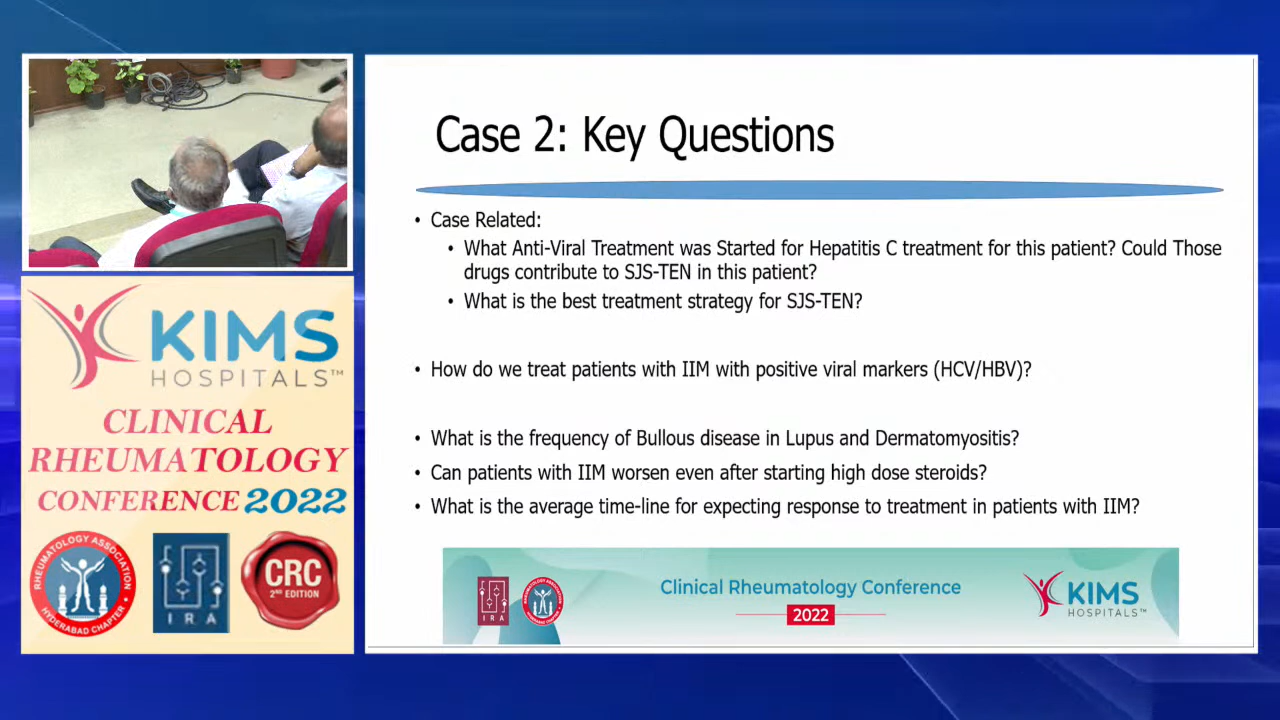 KIMS
HOSPITALS™
CLINICAL
RHEUMATOLOGY
CONFERENCE 2022
RHEUMATOLOGY ASSOCIATION
HYDERABAD CHAPTER
IRA
CRC
2ND EDITION
Case 2: Key Questions
• Case Related:
• What Anti-Viral Treatment was Started for Hepatitis C treatment for this patient? Could Those
drugs contribute to SJS-TEN in this patient?
• What is the best treatment strategy for SJS-TEN?
• How do we treat patients with IIM with positive viral markers (HCV/HBV)?
• What is the frequency of Bullous disease in Lupus and Dermatomyositis?
• Can patients with IIM worsen even after starting high dose steroids?
• What is the average time-line for expecting response to treatment in patients with IIM?
IRA
Clinical Rheumatology Conference
2022
KIMS
HOSPITALS™